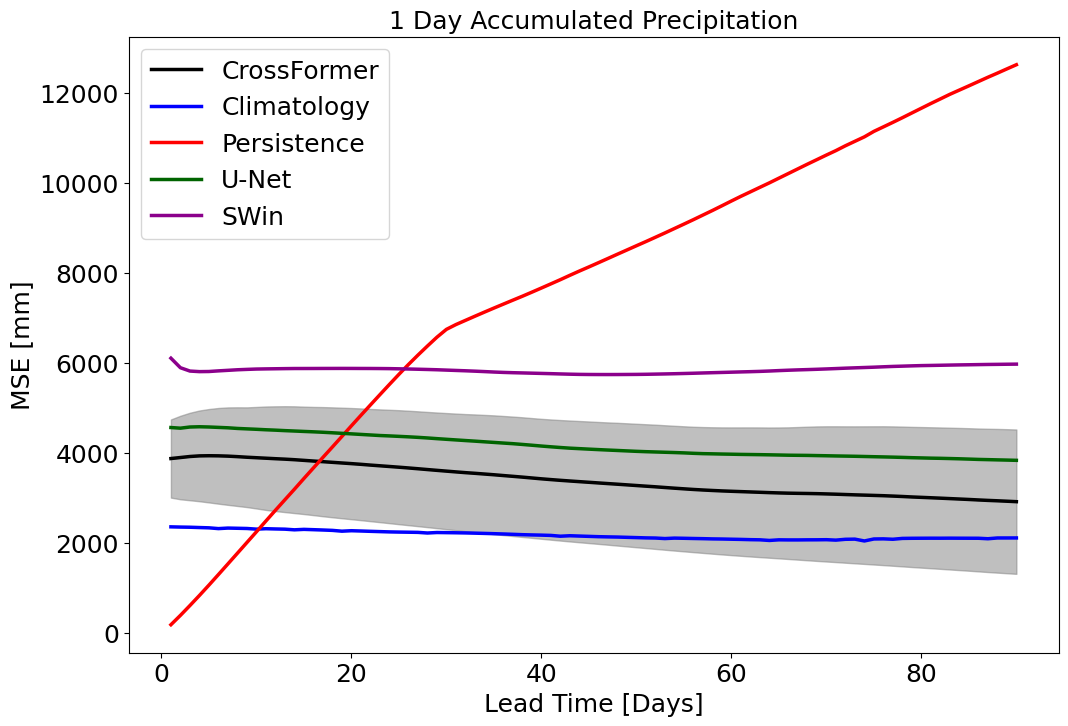 1 Day Accumulated Precipitation
CrossFormer
Climatology
Persistence
U-Net
SWin
MSE [mm]
12000
10000
8000
6000
4000
2000
0
0 20 40 60 80
Lead Time [Days]